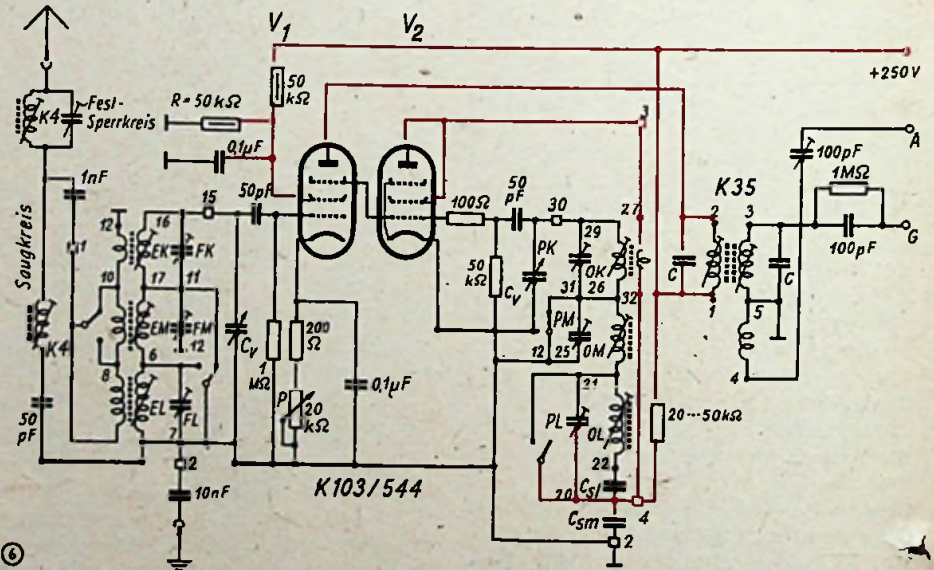 V1 V2
+250V
50 kΩ
R = 50kΩ
0,1µF
K4
Fest-Sperrkreis
1nF
1
Saugkreis
K4
50 pF
12
16
EK
FK
15
10
17
11
EM
FM
12
8
6
EL
FL
7
2
10nF
50pF
Cv
1 MΩ
200 Ω
P
20 kΩ
0,1µF
K103/544
100Ω
50 kΩ
Cv
50 pF
30
PK
29
OK
27
3
31
26
32
PM
12
25
OM
21
PL
OL
22
Csl
20
4
Csm
2
20...50kΩ
C
2
1
K35
3
5
4
C
100pF
1MΩ
100pF
A
G
6